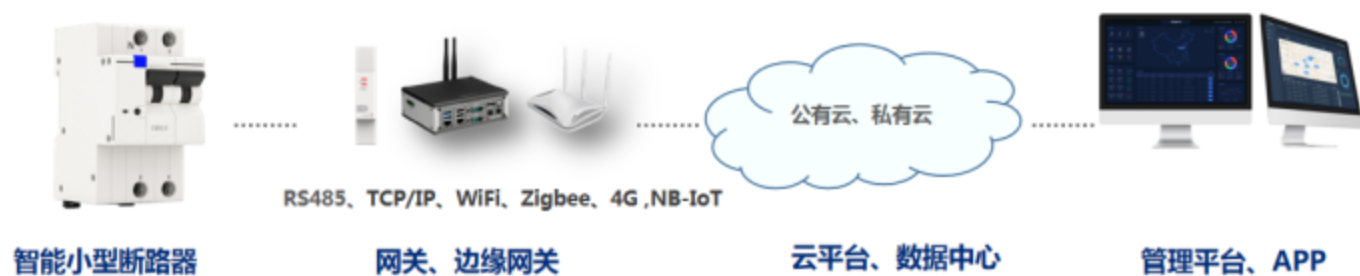 公有云、私有云
RS485、TCP/IP、WiFi、Zigbee、4G ,NB-IoT
智能小型断路器
网关、边缘网关
云平台、数据中心
管理平台、APP